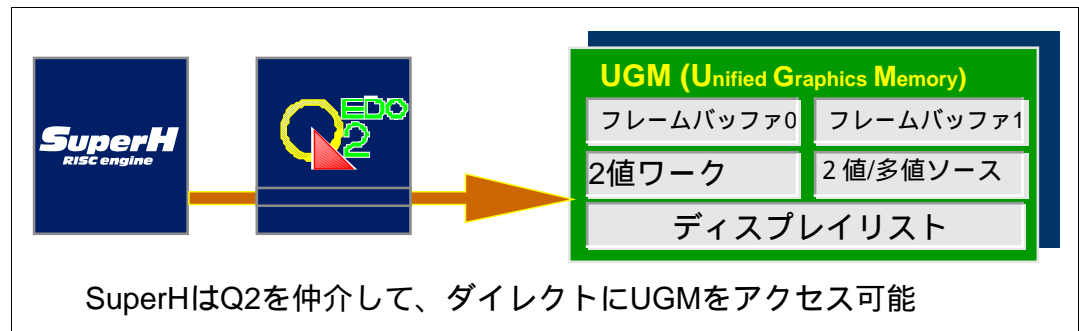 SuperH
RISC engine
Q EDO
2
UGM (Unified Graphics Memory)
フレームバッファ0
フレームバッファ1
2値ワーク
２値/多値ソース
ディスプレイリスト
SuperHはQ2を仲介して、ダイレクトにUGMをアクセス可能